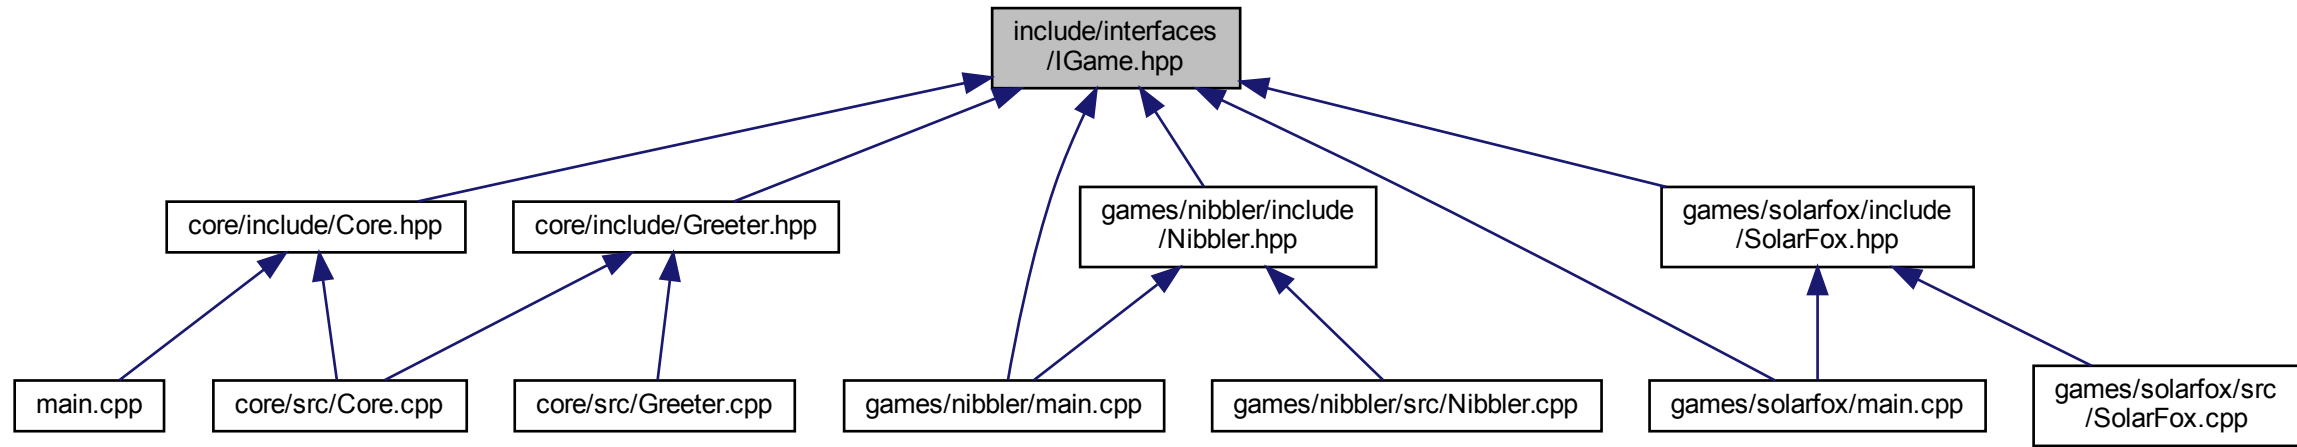 include/interfaces
/IGame.hpp
core/include/Core.hpp
core/include/Greeter.hpp
games/nibbler/include
/Nibbler.hpp
games/solarfox/include
/SolarFox.hpp
main.cpp
core/src/Core.cpp
core/src/Greeter.cpp
games/nibbler/main.cpp
games/nibbler/src/Nibbler.cpp
games/solarfox/main.cpp
games/solarfox/src
/SolarFox.cpp